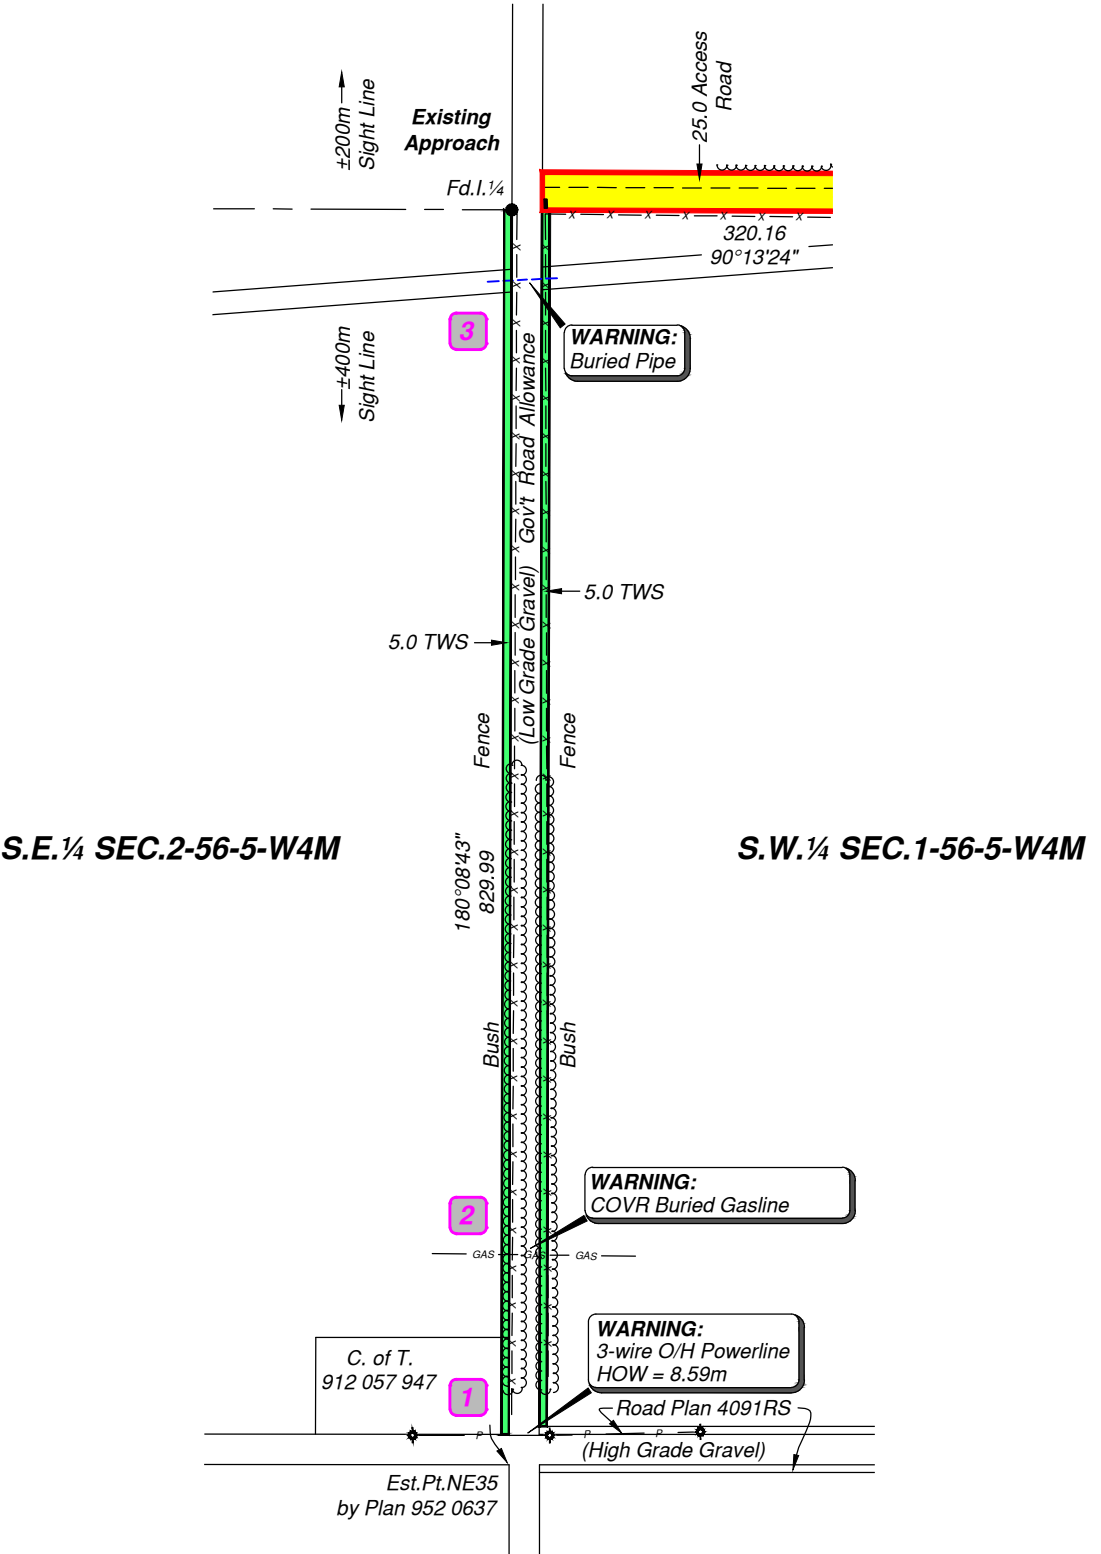 25.0 Access
Road
±200m
Sight Line
Existing
Approach
Fd.I.¼
320.16
90°13'24"
3
WARNING:
Buried Pipe
±400m
Sight Line
(Low Grade Gravel) Gov't Road Allowance
5.0 TWS
5.0 TWS
Fence
Fence
S.E.¼ SEC.2-56-5-W4M
S.W.¼ SEC.1-56-5-W4M
180°08'43"
829.99
Bush
Bush
WARNING:
COVR Buried Gasline
2
GAS GAS GAS
WARNING:
3-wire O/H Powerline
HOW = 8.59m
C. of T.
912 057 947
1
Road Plan 4091RS
P P P
(High Grade Gravel)
Est.Pt.NE35
by Plan 952 0637